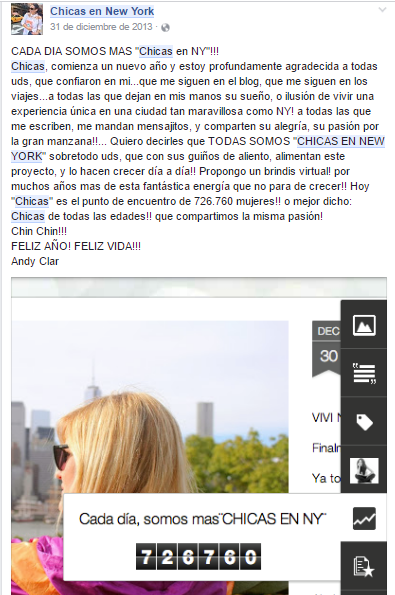 Chicas en New York
31 de diciembre de 2013 ·
CADA DIA SOMOS MAS "Chicas en NY"!!!
Chicas, comienza un nuevo año y estoy profundamente agradecida a todas
uds, que confiaron en mi...que me siguen en el blog, que me siguen en los
viajes...a todas las que dejan en mis manos su sueño, o ilusión de vivir una
experiencia única en una ciudad tan maravillosa como NY! a todas las que
me escriben, me mandan mensajitos, y comparten su alegría, su pasión por
la gran manzana!!... Quiero decirles que TODAS SOMOS "CHICAS EN NEW
YORK" sobretodo uds, que con sus guiños de aliento, alimentan este
proyecto, y lo hacen crecer día a día!! Propongo un brindis virtual! por
muchos años mas de esta fantástica energía que no para de crecer!! Hoy
"Chicas" es el punto de encuentro de 726.760 mujeres!! o mejor dicho:
Chicas de todas las edades!! que compartimos la misma pasión!
Chin Chin!!!
FELIZ AÑO! FELIZ VIDA!!!
Andy Clar
DEC
30
VIVI N
Finalm
Ya to
Cada día, somos mas¨CHICAS EN NY¨
726760